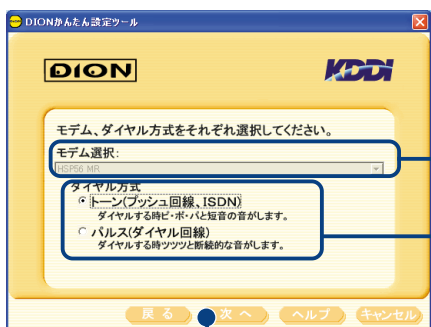 DIONかんたん設定ツール
DION
KDDI
モデム、ダイヤル方式をそれぞれ選択してください。
モデム選択:
HSP56 MR
ダイヤル方式
トーン(プッシュ回線、ISDN)
ダイヤルする時ピ・ポ・パと短音の音がします。
パルス(ダイヤル回線)
ダイヤルする時ツツツと断続的な音がします。
戻る 次へ ヘルプ キャンセル